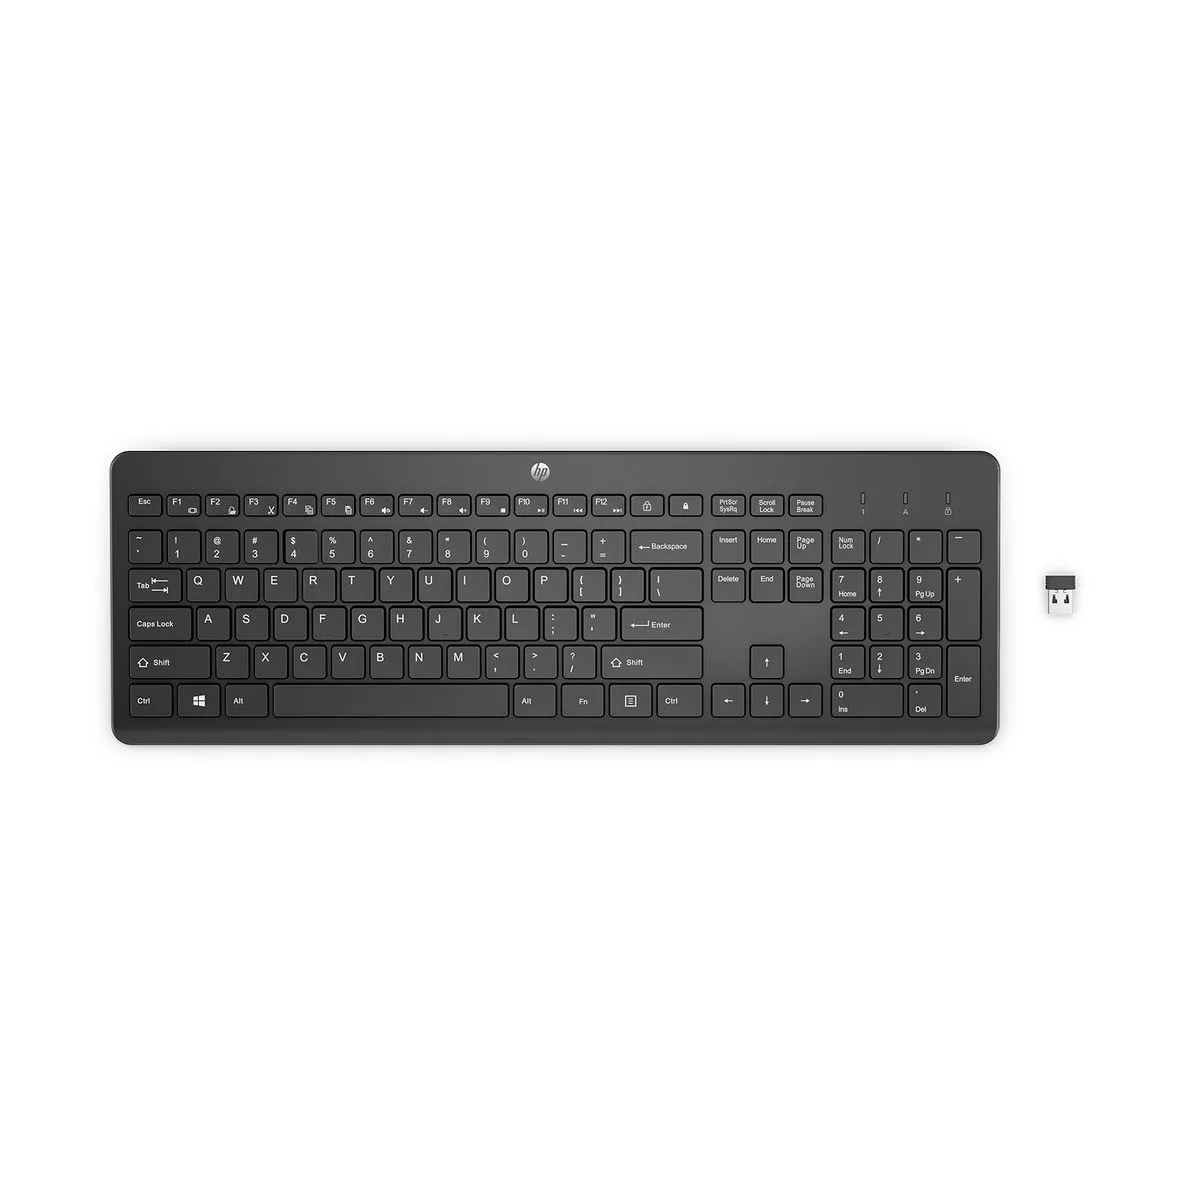 hp
Esc F1 F2 F3 F4 F5 F6 F7 F8 F9 F10 F11 F12 PrtScr SysRq Scroll Lock Pause Break 1 A
~ ` ! 1 @ 2 # 3 $ 4 % 5 ^ 6 & 7 * 8 ( 9 ) 0 _ - + = ← Backspace Insert Home Page Up Num Lock / * −
Tab Q W E R T Y U I O P { [ } ] | \ Delete End Page Down 7 Home 8 ↑ 9 Pg Up +
Caps Lock A S D F G H J K L : ; " ' Enter 4 ← 5 6 →
Shift Z X C V B N M < , > . ? / Shift ↑ 1 End 2 ↓ 3 Pg Dn Enter
Ctrl Alt Alt Fn Ctrl ← ↓ → 0 Ins . Del